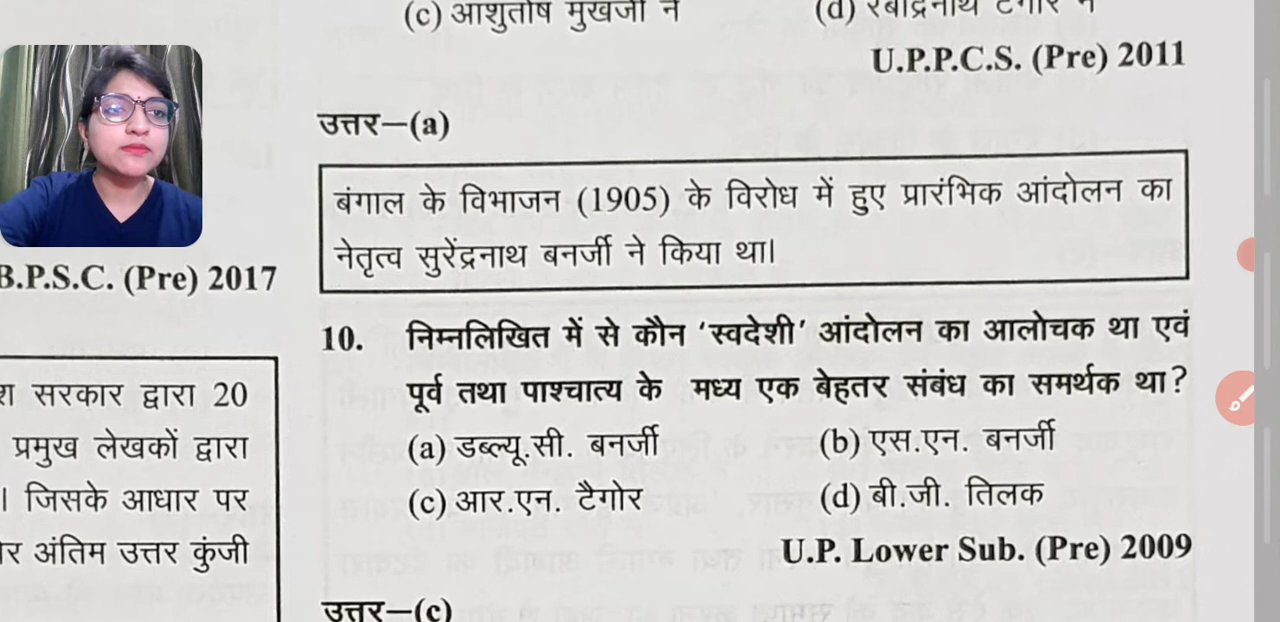 (c) आशुतोष मुखर्जी ने (d) रबींद्रनाथ टैगोर ने
U.P.P.C.S. (Pre) 2011
उत्तर–(a)
बंगाल के विभाजन (1905) के विरोध में हुए प्रारंभिक आंदोलन का
नेतृत्व सुरेंद्रनाथ बनर्जी ने किया था।
10. निम्नलिखित में से कौन ‘स्वदेशी’ आंदोलन का आलोचक था एवं
पूर्व तथा पाश्चात्य के मध्य एक बेहतर संबंध का समर्थक था?
(a) डब्ल्यू.सी. बनर्जी (b) एस.एन. बनर्जी
(c) आर.एन. टैगोर (d) बी.जी. तिलक
U.P. Lower Sub. (Pre) 2009
उत्तर–(c)
B.P.S.C. (Pre) 2017
सरकार द्वारा 20
प्रमुख लेखकों द्वारा
। जिसके आधार पर
अंतिम उत्तर कुंजी